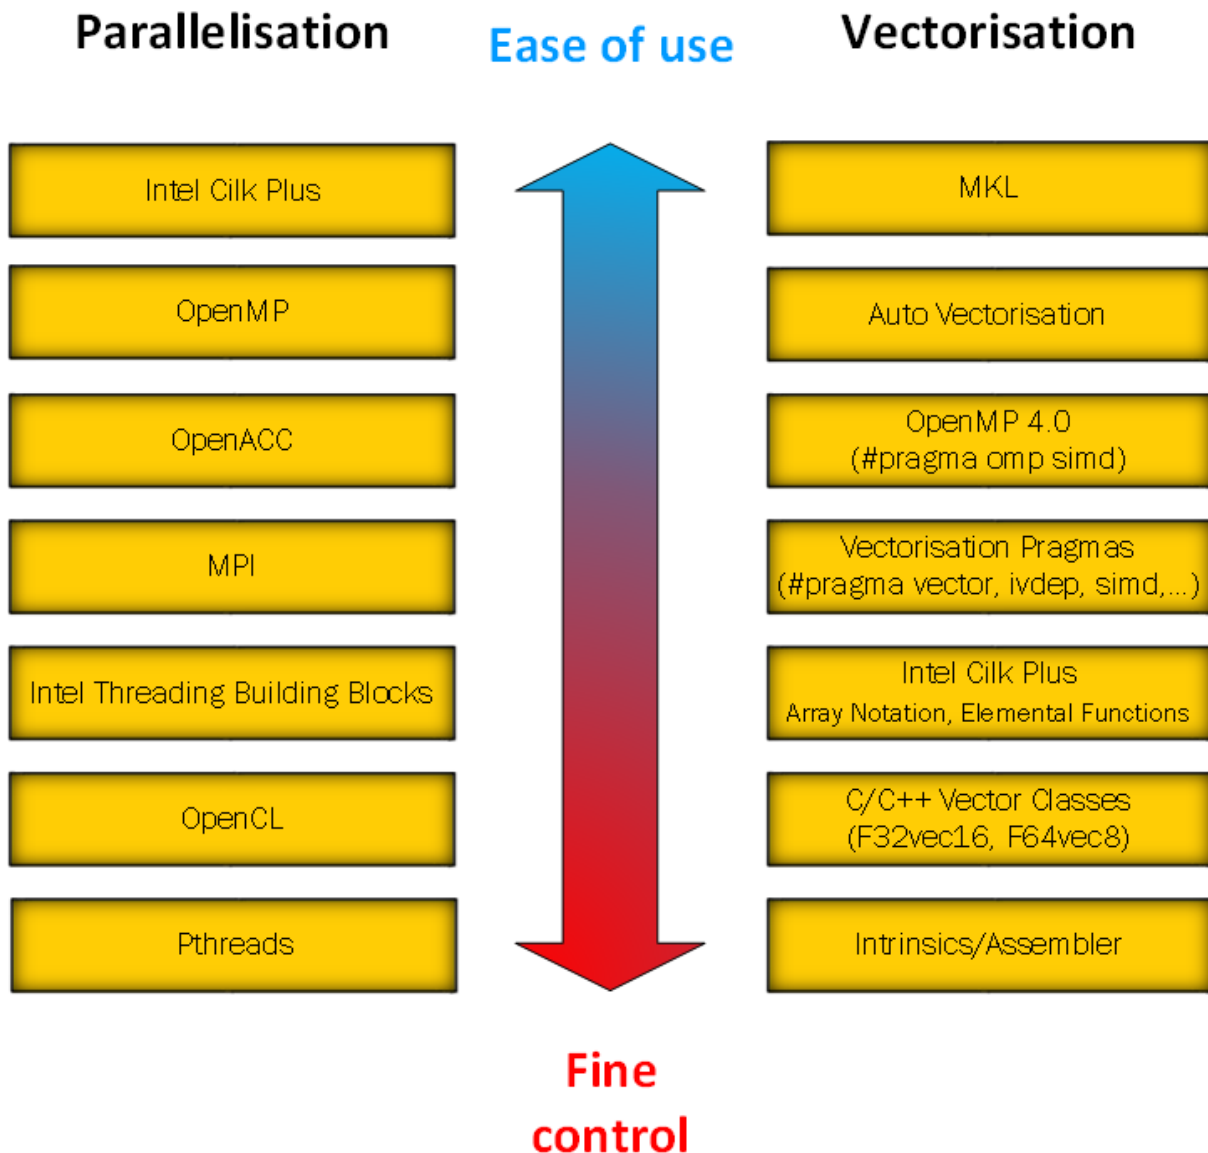 Parallelisation
Ease of use
Vectorisation
Intel Cilk Plus
MKL
OpenMP
Auto Vectorisation
OpenACC
OpenMP 4.0
(#pragma omp simd)
MPI
Vectorisation Pragmas
(#pragma vector, ivdep, simd,...)
Intel Threading Building Blocks
Intel Cilk Plus
Array Notation, Elemental Functions
OpenCL
C/C++ Vector Classes
(F32vec16, F64vec8)
Pthreads
Intrinsics/Assembler
Fine
control